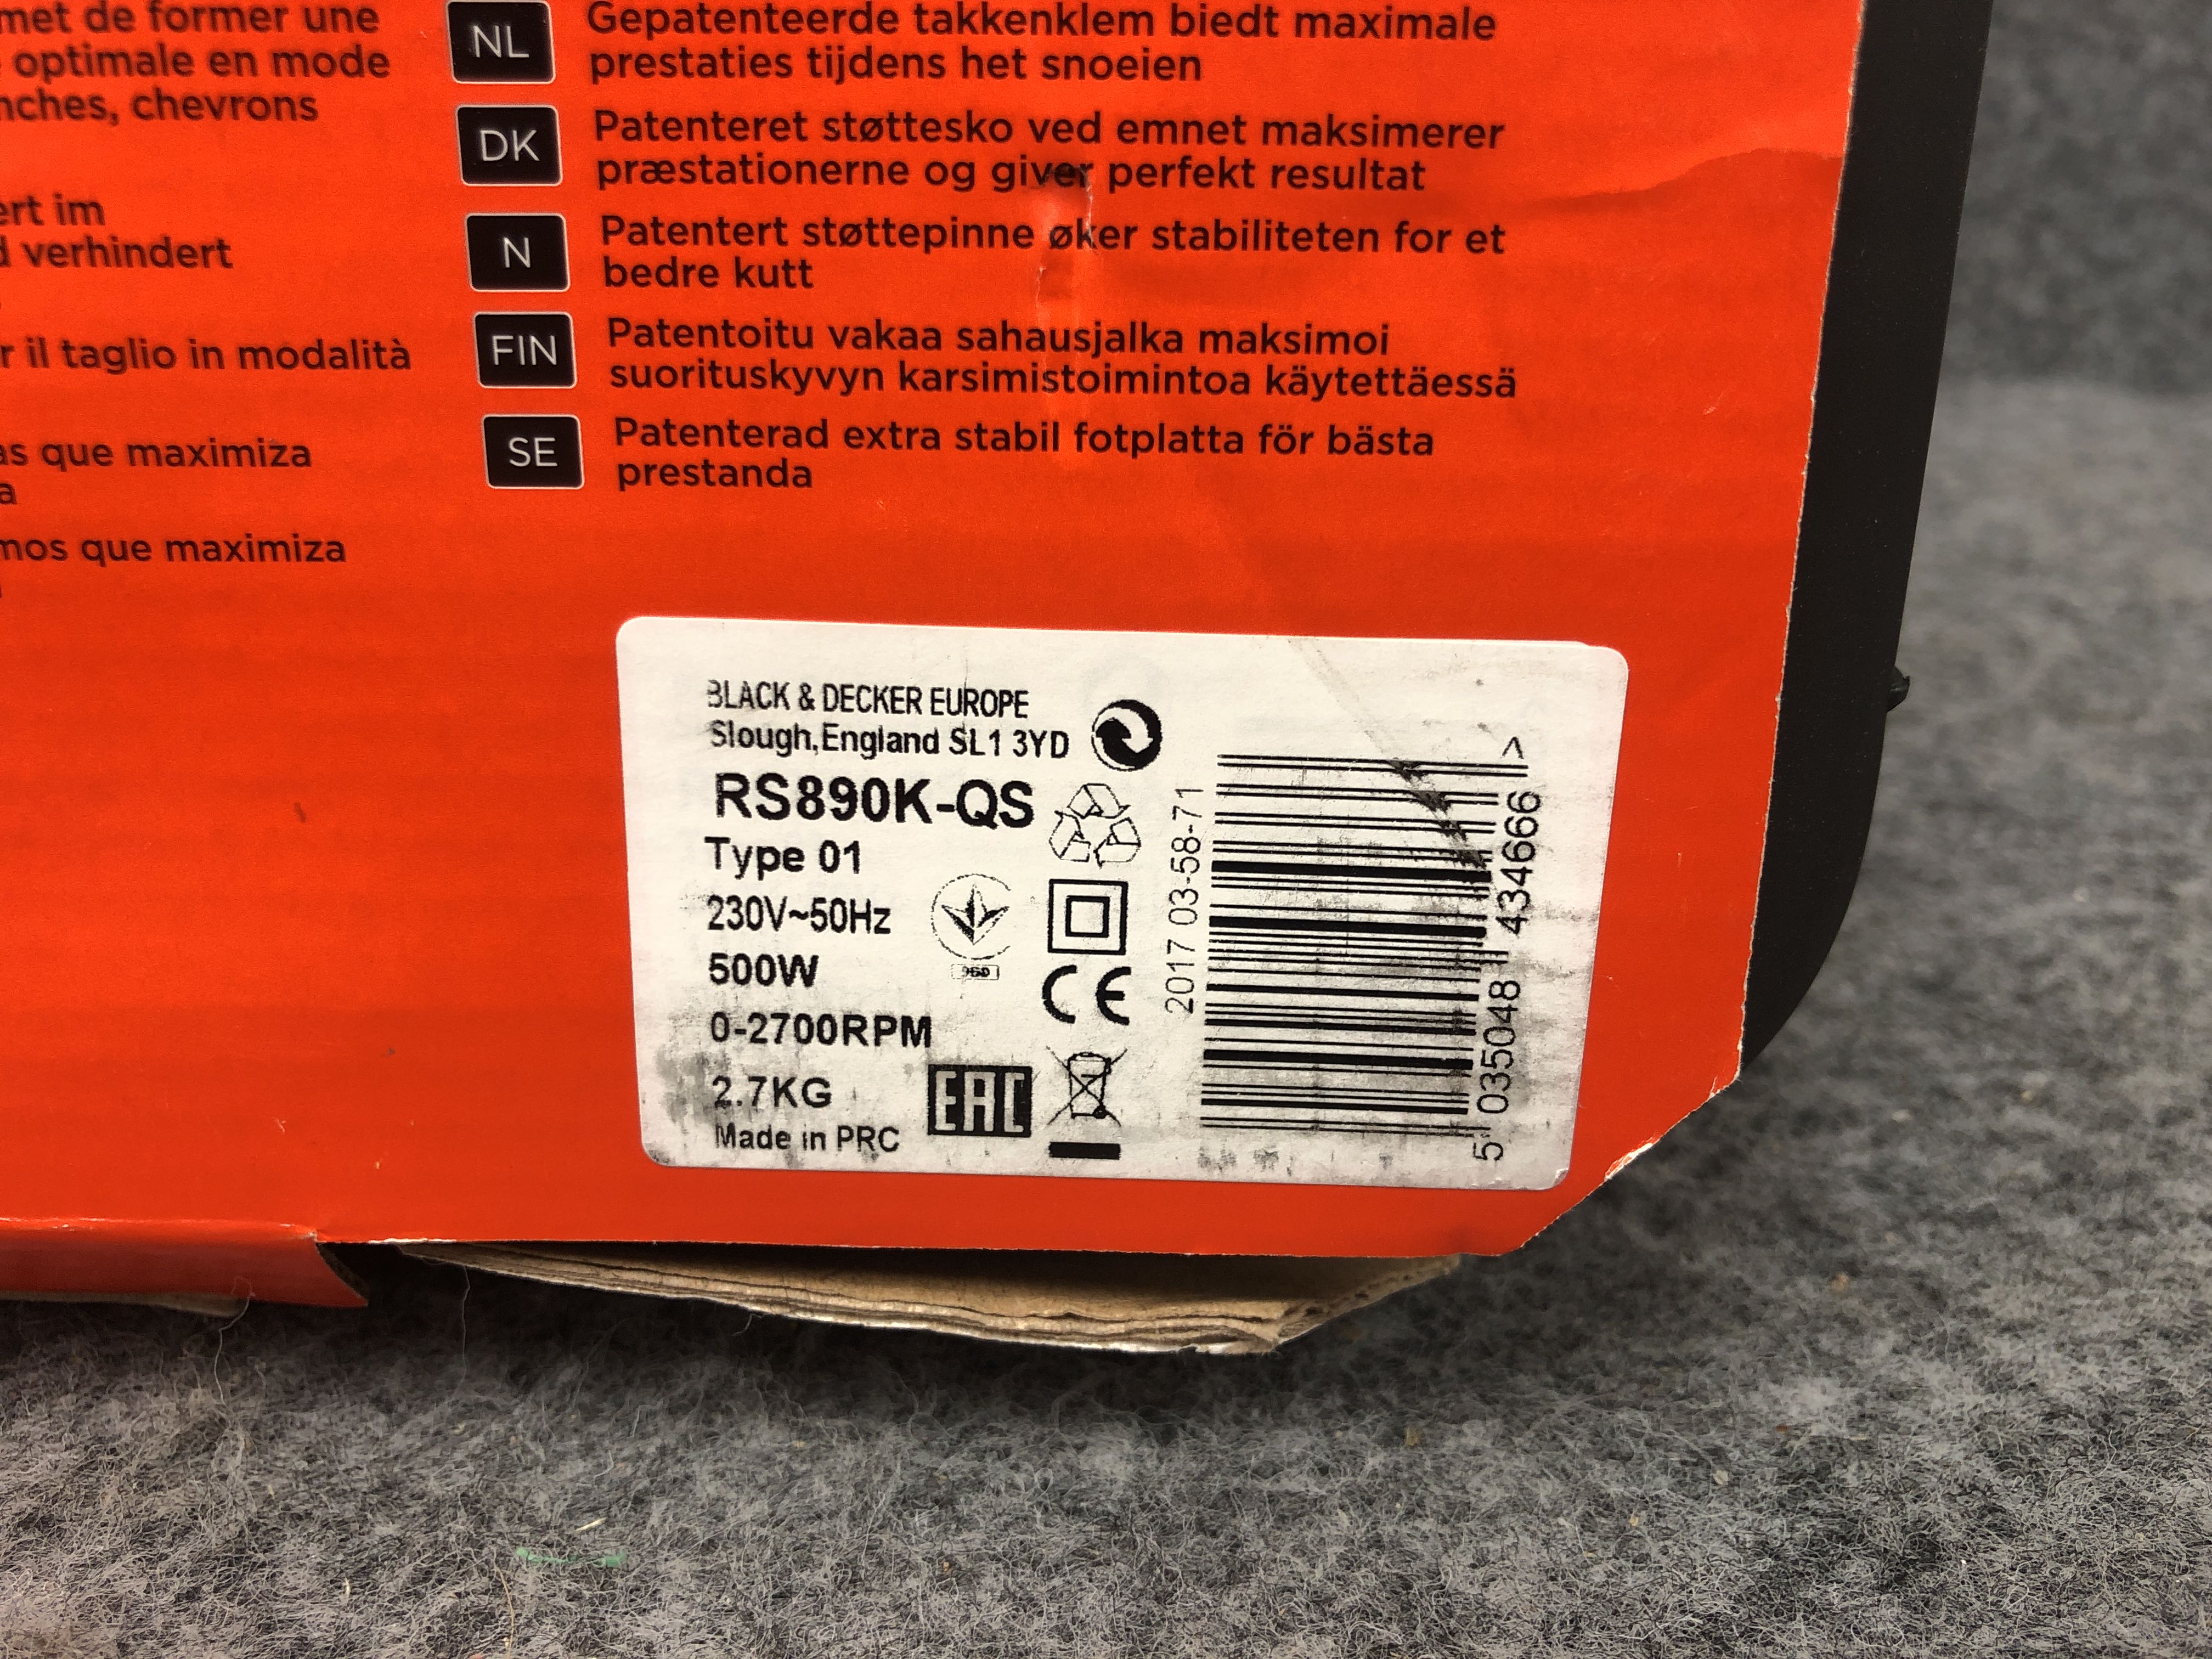 met de former une
optimale en mode
nches, chevrons
ert im
d verhindert
r il taglio in modalità
as que maximiza
a
mos que maximiza
NL
Gepatenteerde takkenklem biedt maximale
prestaties tijdens het snoeien
DK
Patenteret støttesko ved emnet maksimerer
præstationerne og giver perfekt resultat
N
Patentert støttepinne øker stabiliteten for et
bedre kutt
FIN
Patentoitu vakaa sahausjalka maksimoi
suorituskyvyn karsimistoimintoa käytettäessä
SE
Patenterad extra stabil fotplatta för bästa
prestanda
BLACK & DECKER EUROPE
Slough,England SL1 3YD
RS890K-QS
Type 01
230V~50Hz
500W
0-2700RPM
2.7KG
Made in PRC
EAC
CE
2017 03-58-71
5 035048 434666 >